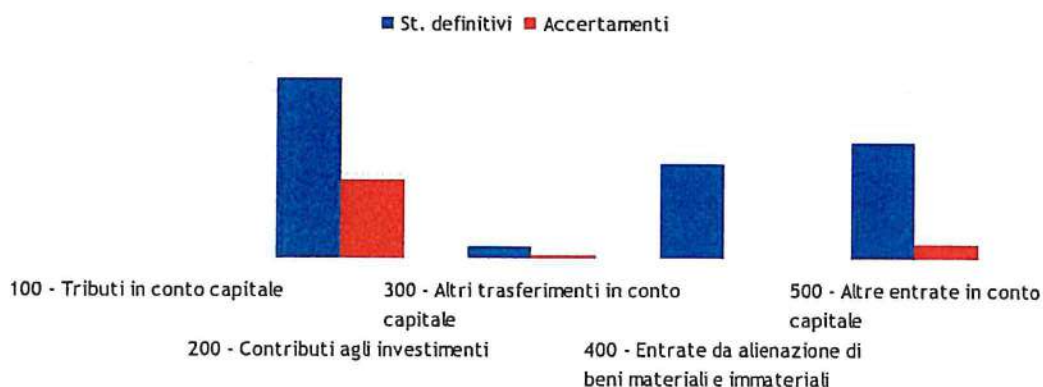 St. definitivi Accertamenti
100 - Tributi in conto capitale
200 - Contributi agli investimenti
300 - Altri trasferimenti in conto
capitale
400 - Entrate da alienazione di
beni materiali e immateriali
500 - Altre entrate in conto
capitale